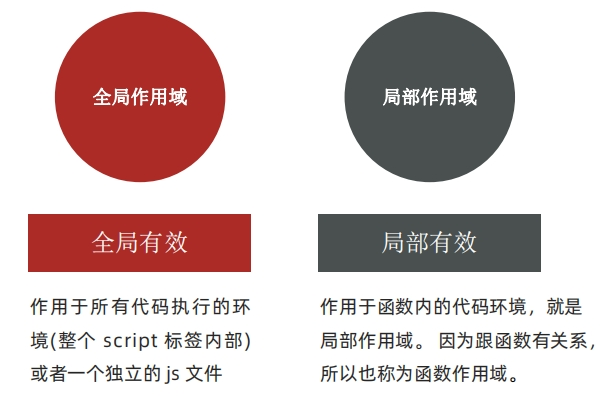 全局作用域
局部作用域
全局有效
局部有效
作用于所有代码执行的环
境(整个 script 标签内部)
或者一个独立的 js 文件
作用于函数内的代码环境，就是
局部作用域。 因为跟函数有关系，
所以也称为函数作用域。